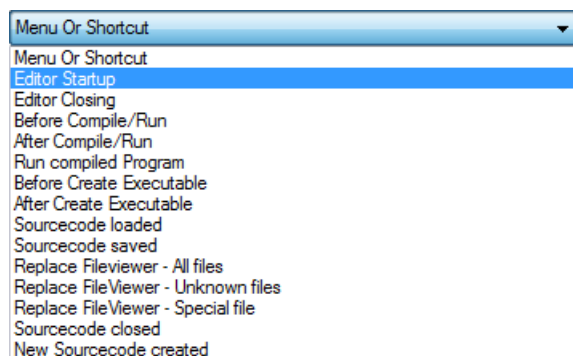 Menu Or Shortcut
Menu Or Shortcut
Editor Startup
Editor Closing
Before Compile/Run
After Compile/Run
Run compiled Program
Before Create Executable
After Create Executable
Sourcecode loaded
Sourcecode saved
Replace Fileviewer - All files
Replace FileViewer - Unknown files
Replace FileViewer - Special file
Sourcecode closed
New Sourcecode created